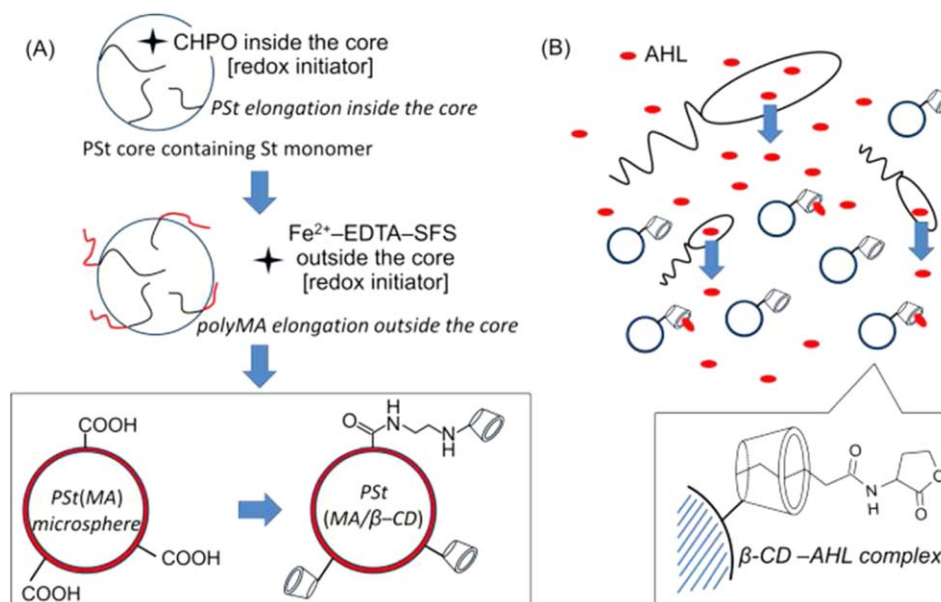 (A)
CHPO inside the core
[redox initiator]
PSt elongation inside the core
PSt core containing St monomer
Fe²⁺–EDTA–SFS
outside the core
[redox initiator]
polyMA elongation outside the core
COOH
PSt(MA)
microsphere
COOH
COOH
O
H
N
N
H
PSt
(MA/β–CD)
(B)
AHL
O
N
H
O
O
β-CD –AHL complex